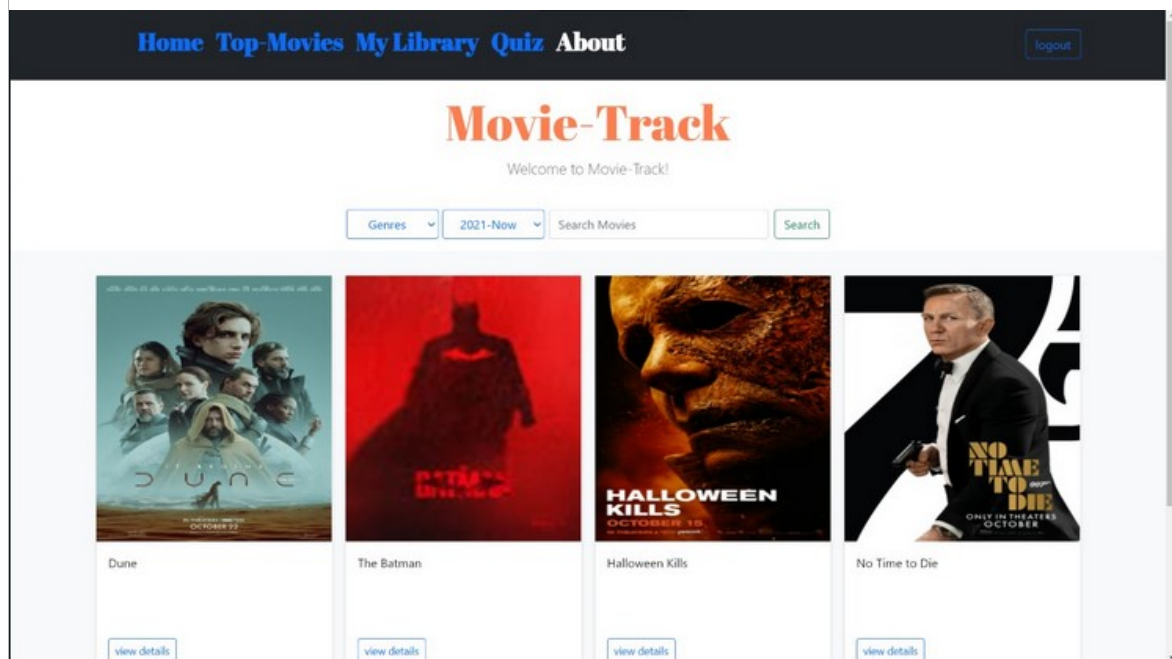 Home Top-Movies My Library Quiz About logout
Movie-Track
Welcome to Movie-Track!
Genres 2021-Now Search Movies Search
DUNE
OCTOBER 22
BATMAN
HALLOWEEN
KILLS
OCTOBER 15
NO
TIME
TO 007
DIE
ONLY IN THEATERS
OCTOBER
Dune The Batman Halloween Kills No Time to Die
view details view details view details view details